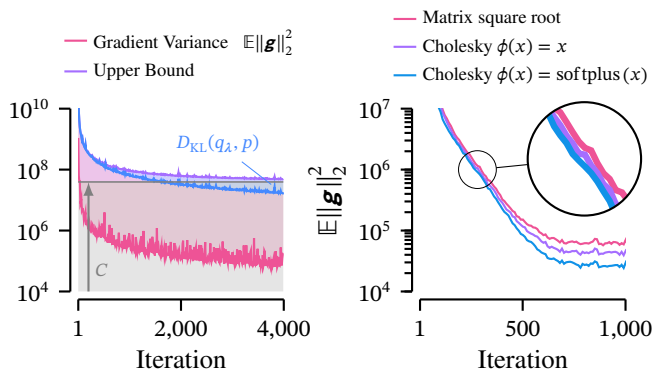 Gradient Variance 𝔼‖g‖₂²
Upper Bound
10¹⁰
10⁸
10⁶
10⁴
D_KL(q_λ, p)
C
1
2,000
4,000
Iteration
Matrix square root
Cholesky ϕ(x) = x
Cholesky ϕ(x) = softplus(x)
𝔼‖g‖₂²
10⁷
10⁶
10⁵
10⁴
1
500
1,000
Iteration